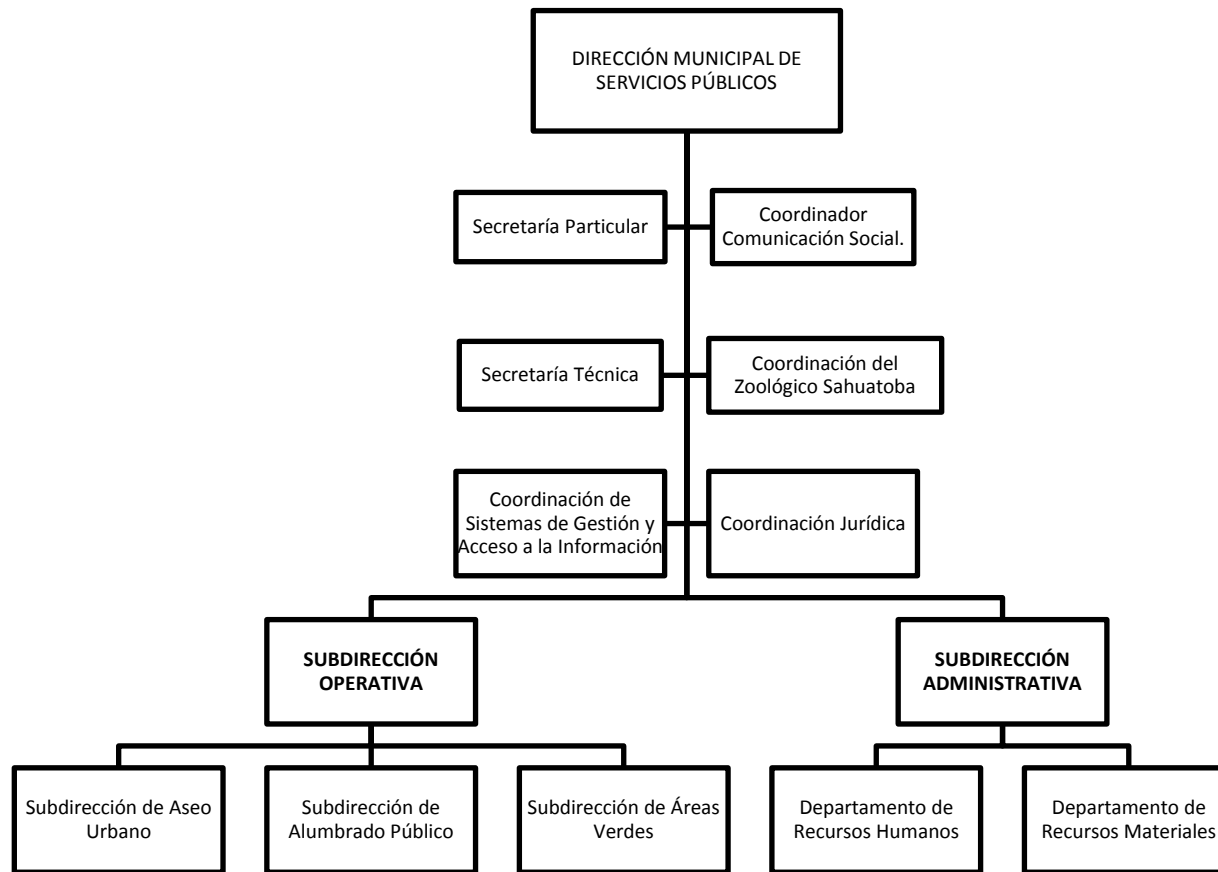 DIRECCIÓN MUNICIPAL DE
SERVICIOS PÚBLICOS
Secretaría Particular
Coordinador
Comunicación Social.
Secretaría Técnica
Coordinación del
Zoológico Sahuatoba
Coordinación de
Sistemas de Gestión y
Acceso a la Información
Coordinación Jurídica
SUBDIRECCIÓN
OPERATIVA
SUBDIRECCIÓN
ADMINISTRATIVA
Subdirección de Aseo
Urbano
Subdirección de
Alumbrado Público
Subdirección de Áreas
Verdes
Departamento de
Recursos Humanos
Departamento de
Recursos Materiales